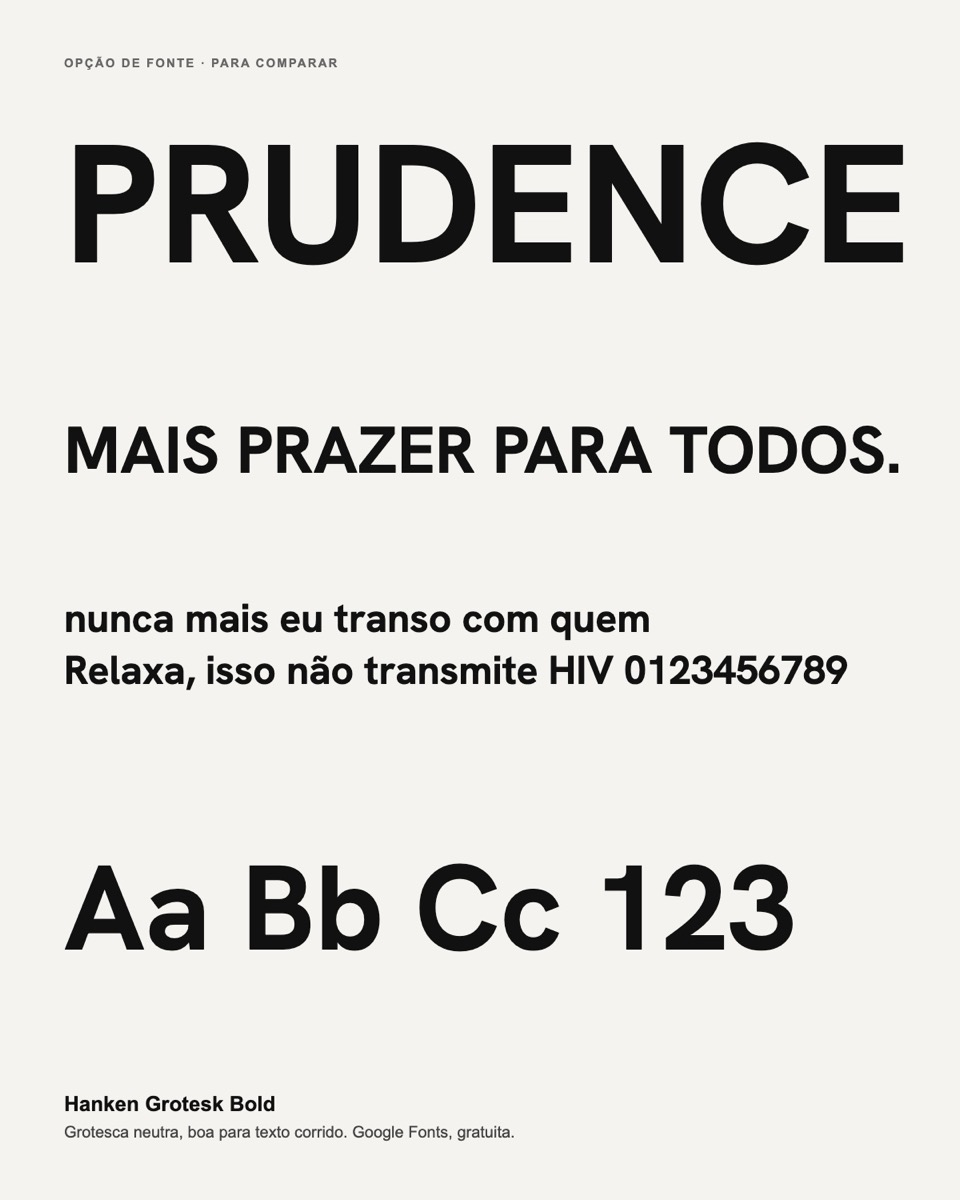 OPÇÃO DE FONTE · PARA COMPARAR
PRUDENCE
MAIS PRAZER PARA TODOS.
nunca mais eu transo com quem
Relaxa, isso não transmite HIV 0123456789
Aa Bb Cc 123
Hanken Grotesk Bold
Grotesca neutra, boa para texto corrido. Google Fonts, gratuita.